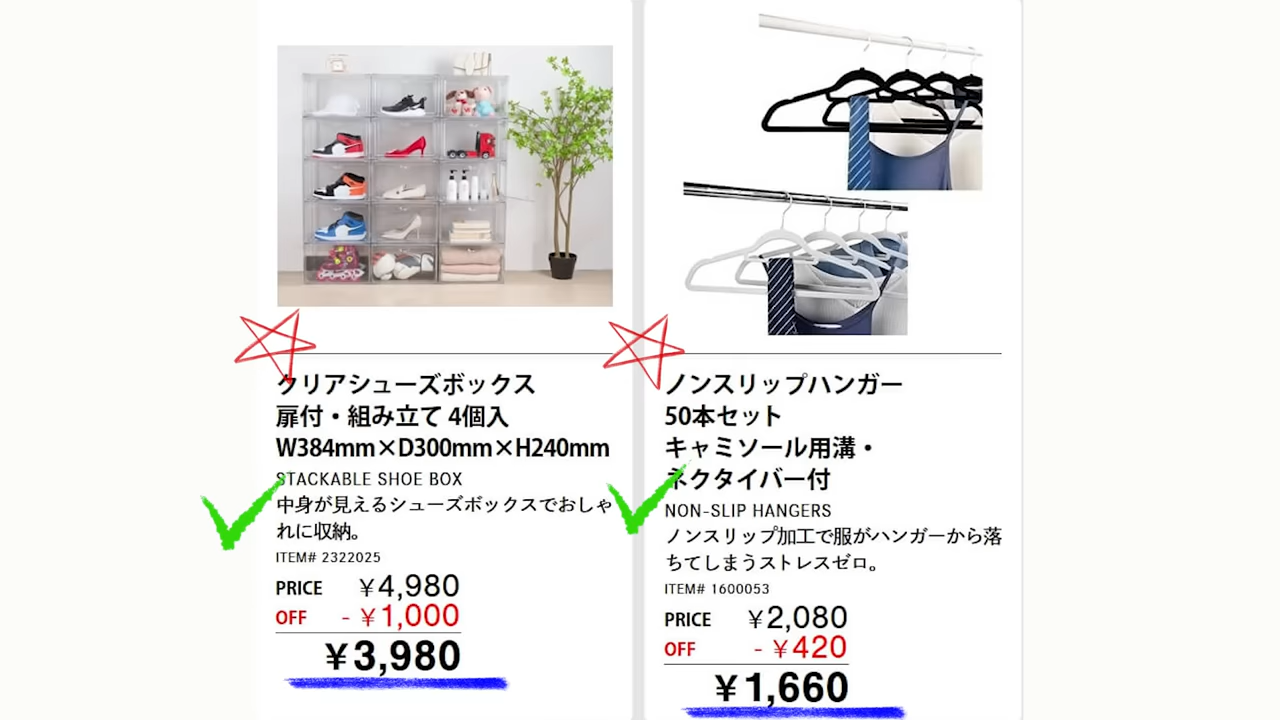 クリアシューズボックス
扉付・組み立て 4個入
W384mm×D300mm×H240mm
STACKABLE SHOE BOX
中身が見えるシューズボックスでおしゃ
れに収納。
ITEM# 2322025
PRICE ¥4,980
OFF - ¥1,000
¥3,980
ノンスリップハンガー
50本セット
キャミソール用溝・
ネクタイバー付
NON-SLIP HANGERS
ノンスリップ加工で服がハンガーから落
ちてしまうストレスゼロ。
ITEM# 1600053
PRICE ¥2,080
OFF - ¥420
¥1,660